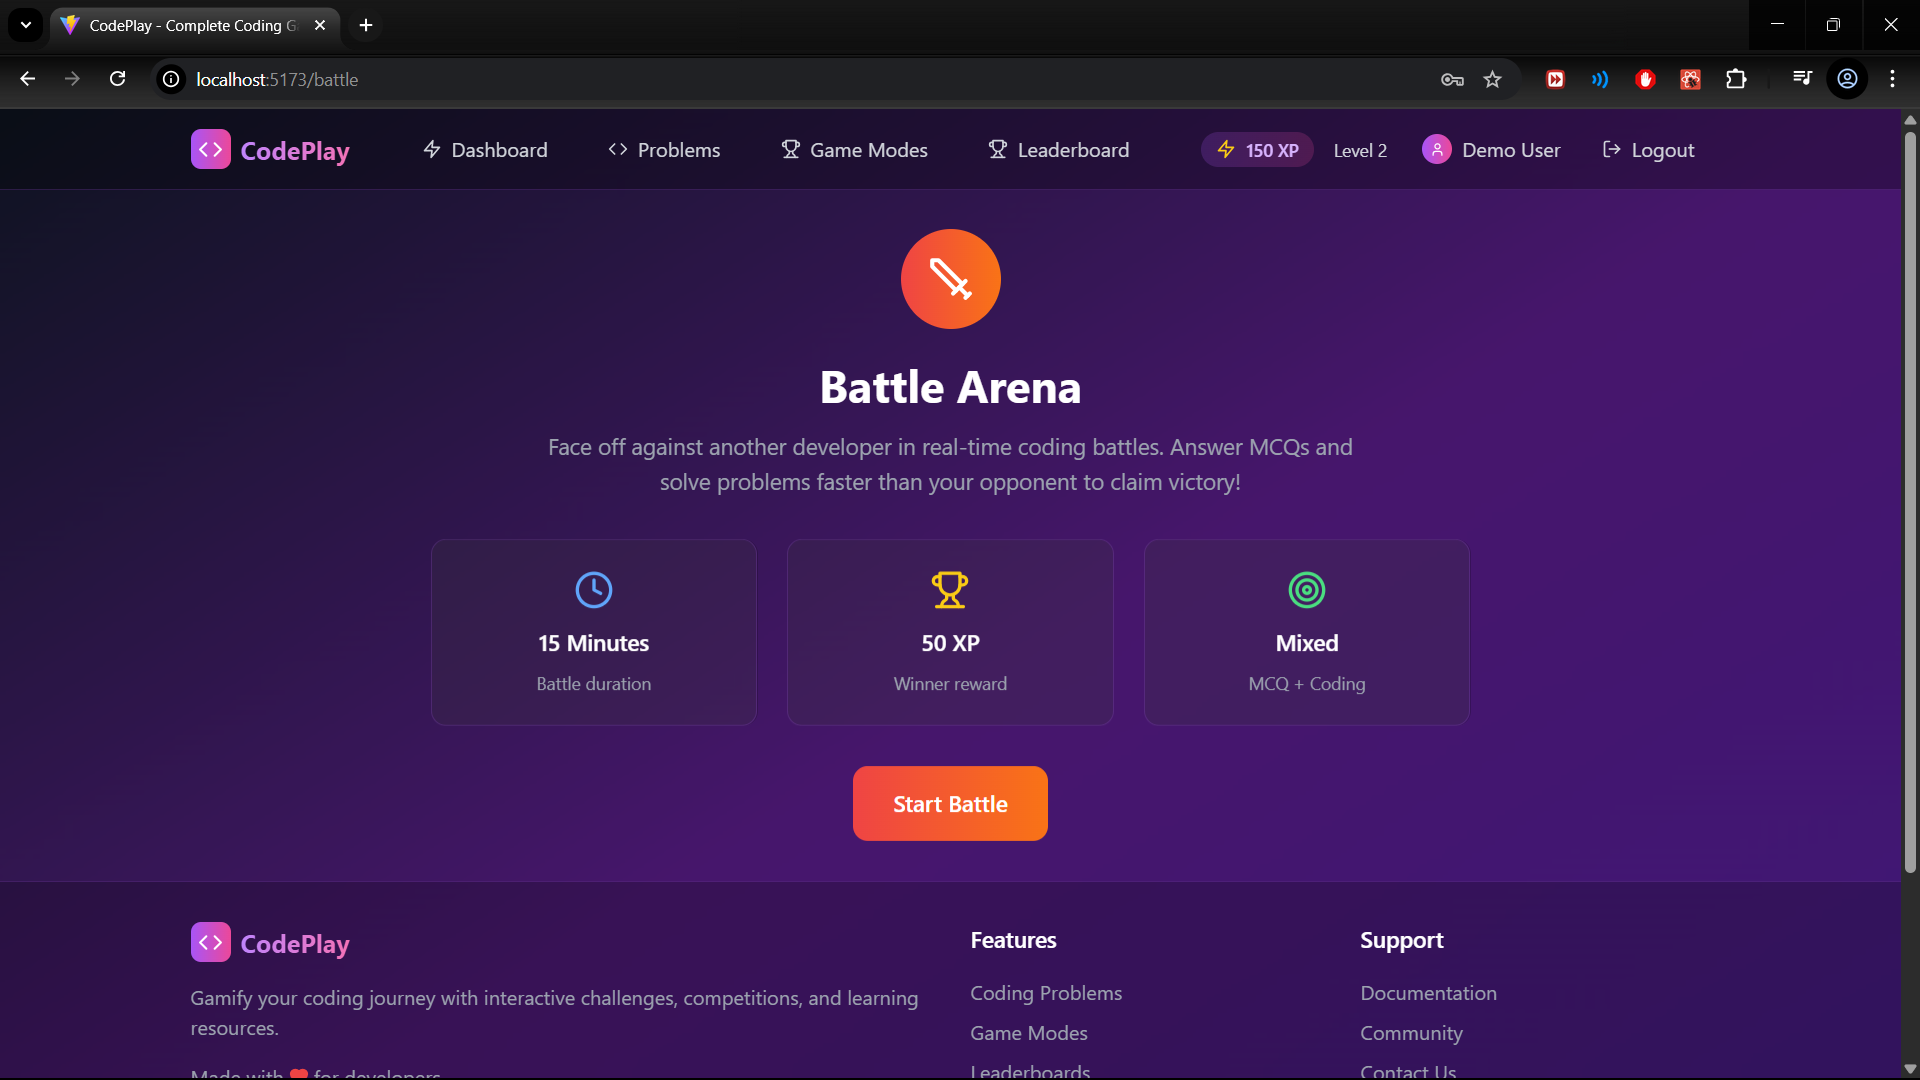 CodePlay - Complete Coding G
localhost:5173/battle
CodePlay
Dashboard
Problems
Game Modes
Leaderboard
150 XP
Level 2
Demo User
Logout
Battle Arena
Face off against another developer in real-time coding battles. Answer MCQs and
solve problems faster than your opponent to claim victory!
15 Minutes
Battle duration
50 XP
Winner reward
Mixed
MCQ + Coding
Start Battle
CodePlay
Gamify your coding journey with interactive challenges, competitions, and learning
resources.
Made with ❤ for developers
Features
Coding Problems
Game Modes
Leaderboards
Support
Documentation
Community
Contact Us